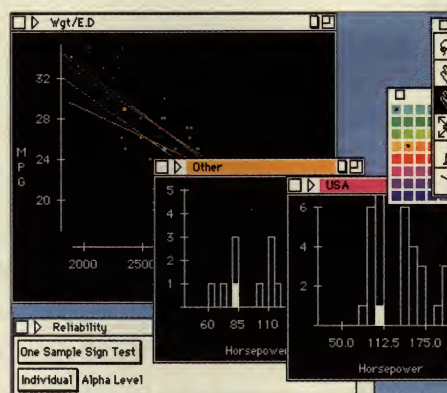 Wgt/E.D
32
28
24
20
M
P
G
2000
2500
Other
5
4
3
2
1
60
85
110
Horsepower
USA
6
4
2
50.0
112.5
175.0
Horsepower
Reliability
One Sample Sign Test
Individual Alpha Level